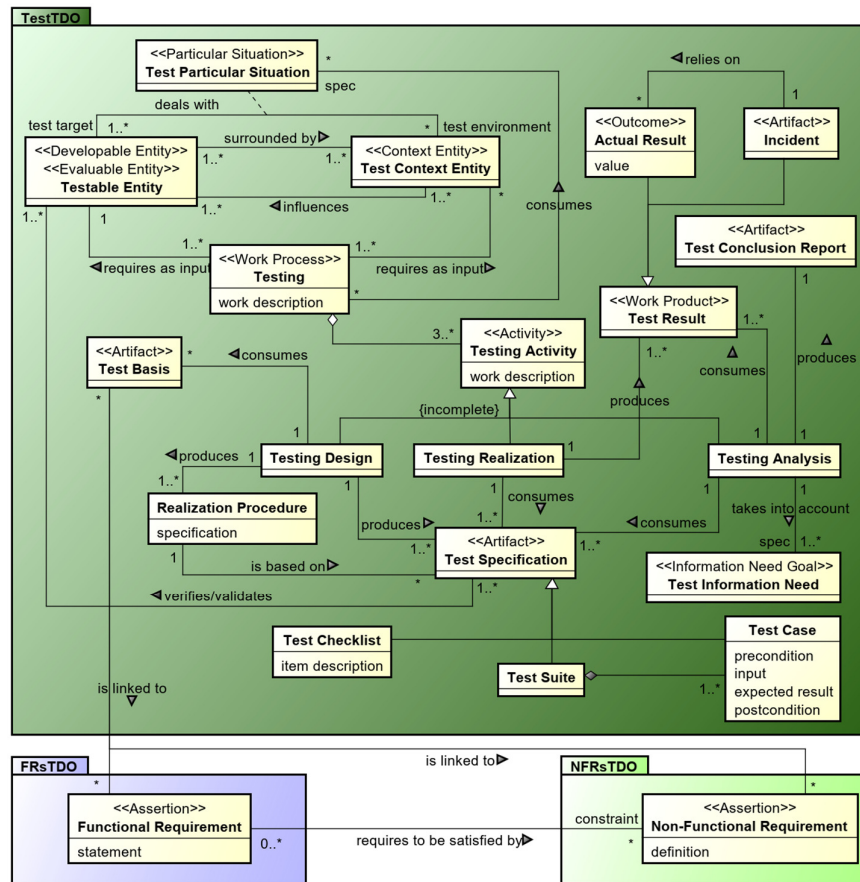 TestTDO
<<Particular Situation>>
Test Particular Situation
*
spec
deals with
test target
1..*
*
test environment
relies on
*
1
<<Outcome>>
Actual Result
value
<<Artifact>>
Incident
<<Developable Entity>>
<<Evaluable Entity>>
Testable Entity
surrounded by
1..*
1..*
<<Context Entity>>
Test Context Entity
influences
1..*
1..*
1..*
1
*
consumes
requires as input
1..*
1..*
requires as input
<<Work Process>>
Testing
work description
*
<<Artifact>>
Test Conclusion Report
1
<<Work Product>>
Test Result
1..*
1..*
3..*
<<Activity>>
Testing Activity
work description
<<Artifact>>
Test Basis
*
*
consumes
produces
consumes
produces
{incomplete}
1
1
1
1
Testing Design
Testing Realization
Testing Analysis
produces
1
1..*
1
1
1
1
Realization Procedure
specification
1
produces
1..*
consumes
1..*
consumes
1..*
takes into account
spec
1..*
<<Artifact>>
Test Specification
<<Information Need Goal>>
Test Information Need
is based on
*
verifies/validates
1..*
Test Checklist
item description
Test Suite
1..*
Test Case
precondition
input
expected result
postcondition
is linked to
is linked to
*
*
FRsTDO
<<Assertion>>
Functional Requirement
statement
0..*
requires to be satisfied by
constraint
*
NFRsTDO
<<Assertion>>
Non-Functional Requirement
definition